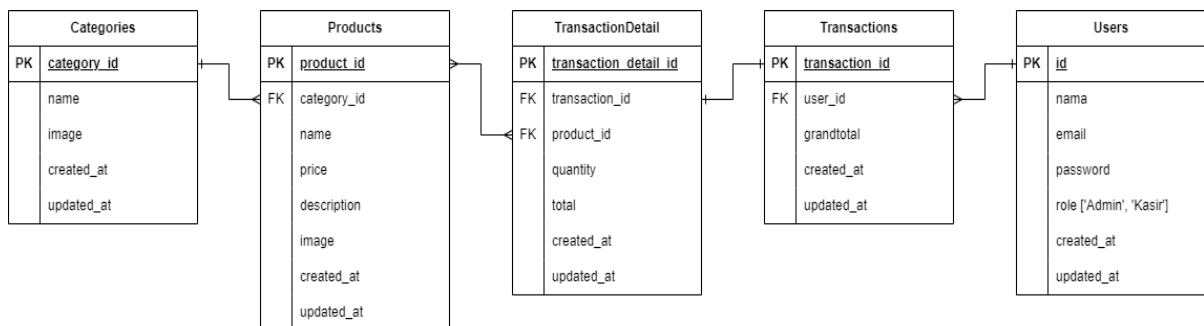 Categories
PK category_id
name
image
created_at
updated_at
Products
PK product_id
FK category_id
name
price
description
image
created_at
updated_at
TransactionDetail
PK transaction_detail_id
FK transaction_id
FK product_id
quantity
total
created_at
updated_at
Transactions
PK transaction_id
FK user_id
grandtotal
created_at
updated_at
Users
PK id
nama
email
password
role ['Admin', 'Kasir']
created_at
updated_at